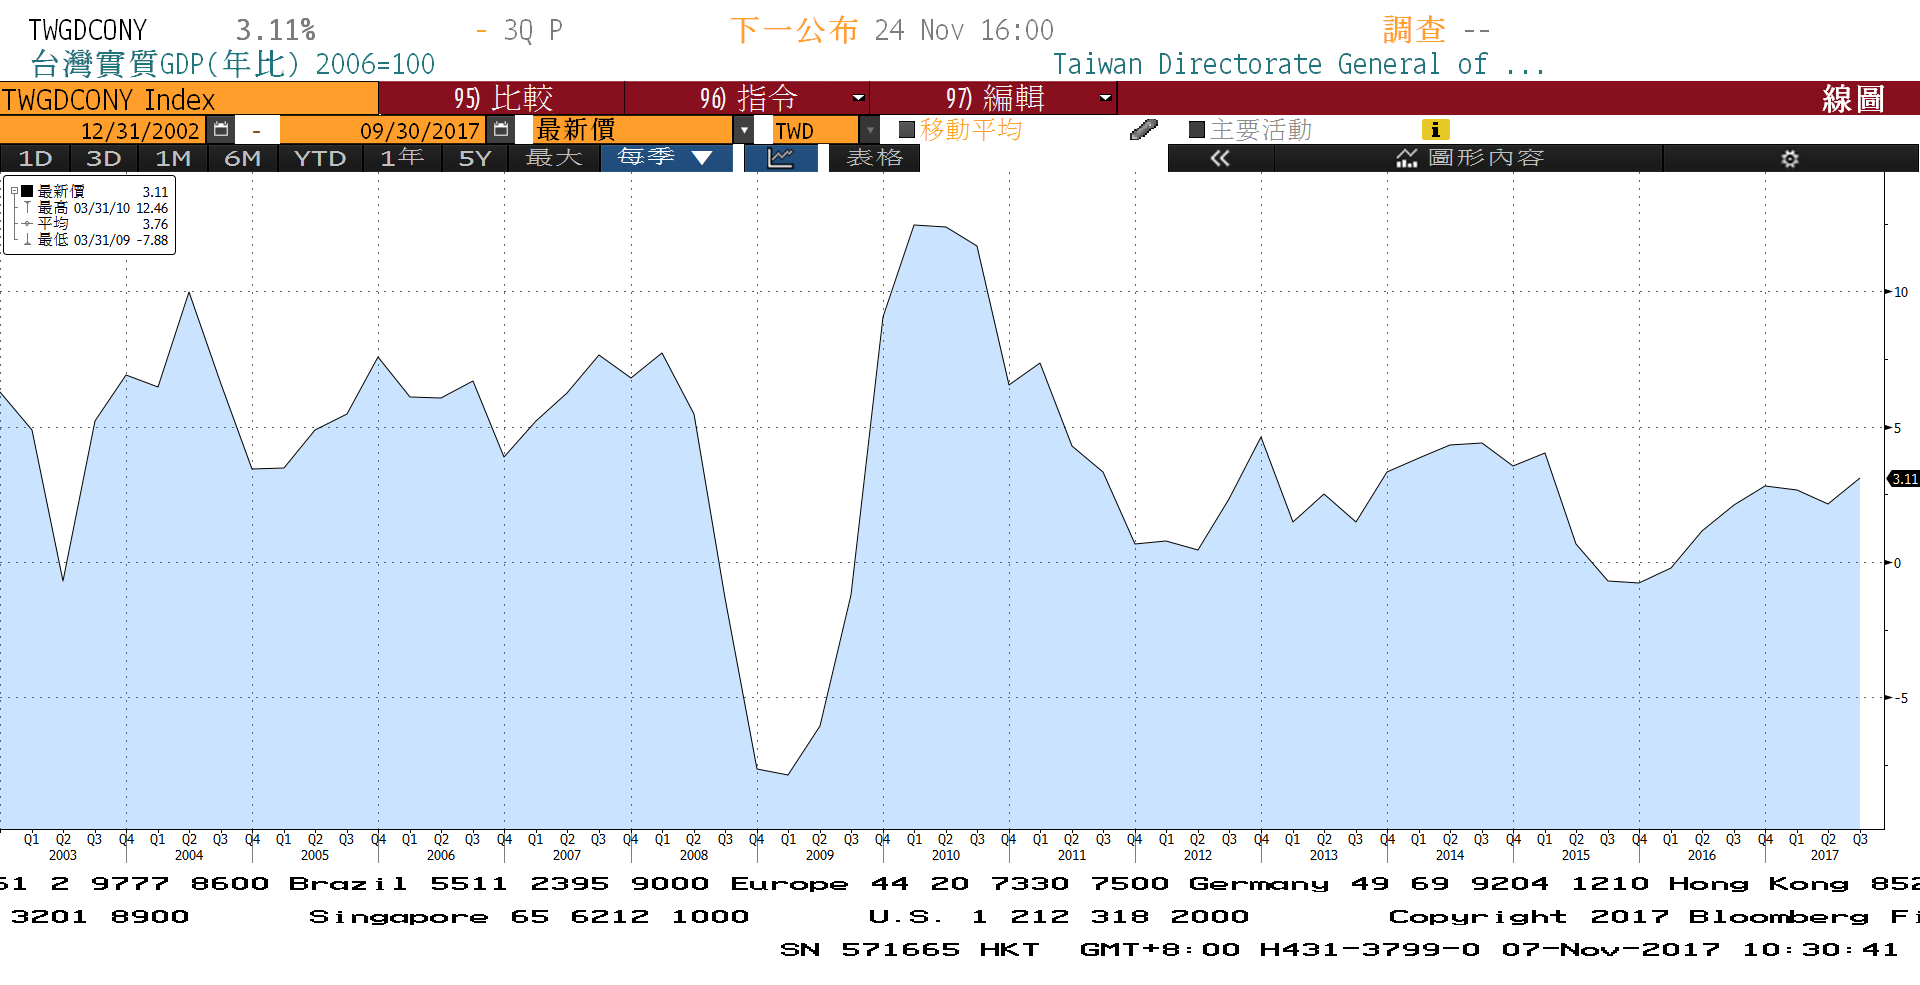 TWGDCONY 3.11% - 3Q P 下一公布 24 Nov 16:00 調查 --
台灣實質GDP(年比) 2006=100 Taiwan Directorate General of ...
TWGDCONY Index 95) 比較 96) 指令 97) 編輯 線圖
12/31/2002 - 09/30/2017 最新價 TWD 移動平均 主要活動 i
1D 3D 1M 6M YTD 1年 5Y 最大 每季 ▼ 表格 « 圖形內容
最新價 3.11
最高 03/31/10 12.46
平均 3.76
最低 03/31/09 -7.88
10
5
3.11
0
-5
Q1 Q2 Q3 Q4 Q1 Q2 Q3 Q4 Q1 Q2 Q3 Q4 Q1 Q2 Q3 Q4 Q1 Q2 Q3 Q4 Q1 Q2 Q3 Q4 Q1 Q2 Q3 Q4 Q1 Q2 Q3 Q4 Q1 Q2 Q3 Q4 Q1 Q2 Q3 Q4 Q1 Q2 Q3 Q4 Q1 Q2 Q3 Q4 Q1 Q2 Q3 Q4 Q1 Q2 Q3 Q4 Q1 Q2 Q3
2003 2004 2005 2006 2007 2008 2009 2010 2011 2012 2013 2014 2015 2016 2017
61 2 9777 8600 Brazil 5511 2395 9000 Europe 44 20 7330 7500 Germany 49 69 9204 1210 Hong Kong 852
3201 8900 Singapore 65 6212 1000 U.S. 1 212 318 2000 Copyright 2017 Bloomberg Fi
SN 571665 HKT GMT+8:00 H431-3799-0 07-Nov-2017 10:30:41